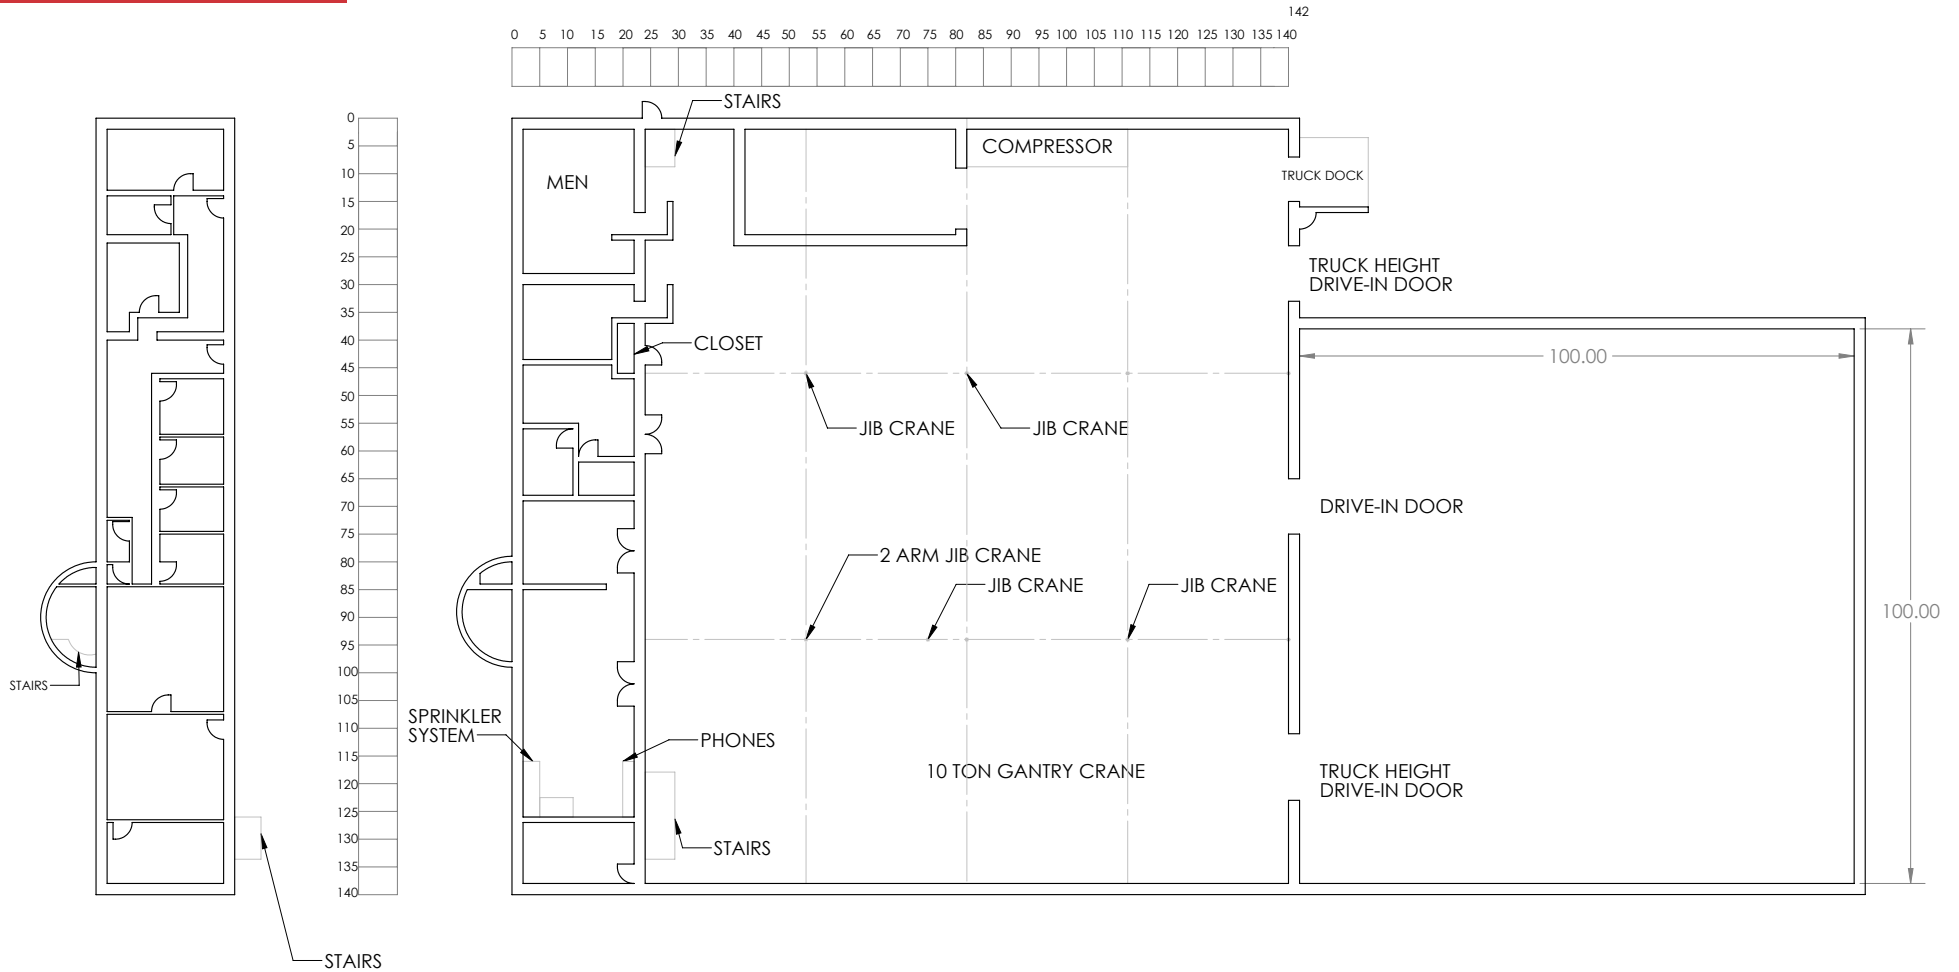 142
0 5 10 15 20 25 30 35 40 45 50 55 60 65 70 75 80 85 90 95 100 105 110 115 120 125 130 135 140
STAIRS
0
5
10
15
20
25
30
35
40
45
50
55
60
65
70
75
80
85
90
95
100
105
110
115
120
125
130
135
140
COMPRESSOR
MEN
TRUCK DOCK
TRUCK HEIGHT
DRIVE-IN DOOR
CLOSET
100.00
JIB CRANE
JIB CRANE
DRIVE-IN DOOR
2 ARM JIB CRANE
JIB CRANE
JIB CRANE
100.00
STAIRS
SPRINKLER
SYSTEM
PHONES
10 TON GANTRY CRANE
TRUCK HEIGHT
DRIVE-IN DOOR
STAIRS
STAIRS